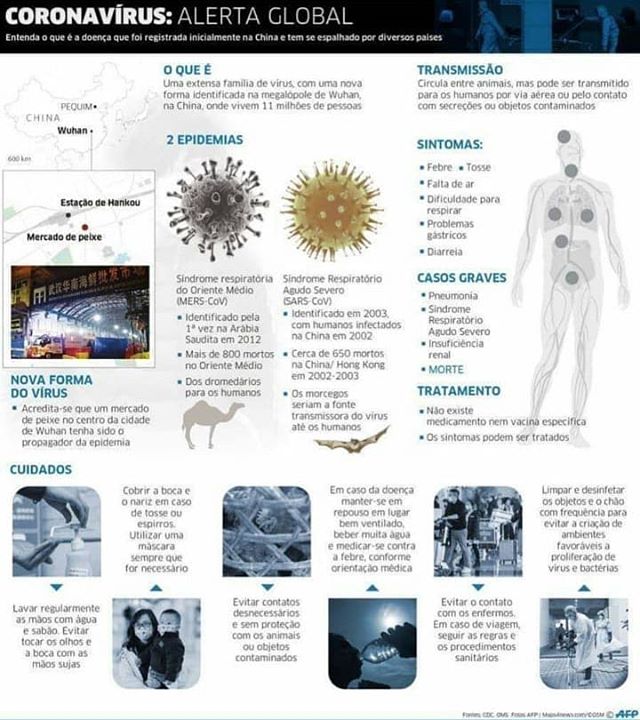 CORONAVÍRUS: ALERTA GLOBAL
Entenda o que é a doença que foi registrada inicialmente na China e tem se espalhado por diversos países
PEQUIM
CHINA
Wuhan
600 km
Estação de Hankou
Mercado de peixe
NOVA FORMA
DO VÍRUS
Acredita-se que um mercado
de peixe no centro da cidade
de Wuhan tenha sido o
propagador da epidemia
O QUE É
Uma extensa família de vírus, com uma nova
forma identificada na megalópole de Wuhan,
na China, onde vivem 11 milhões de pessoas
2 EPIDEMIAS
Síndrome respiratória
do Oriente Médio
(MERS-CoV)
Identificado pela
1ª vez na Arábia
Saudita em 2012
Mais de 800 mortos
no Oriente Médio
Dos dromedários
para os humanos
Síndrome Respiratório
Agudo Severo
(SARS-CoV)
Identificado em 2003,
com humanos infectados
na China em 2002
Cerca de 650 mortos
na China/ Hong Kong
em 2002-2003
Os morcegos
seriam a fonte
transmissora do vírus
até os humanos
TRANSMISSÃO
Circula entre animais, mas pode ser transmitido
para os humanos por via aérea ou pelo contato
com secreções ou objetos contaminados
SINTOMAS:
Febre • Tosse
Falta de ar
Dificuldade para
respirar
Problemas
gástricos
Diarreia
CASOS GRAVES
Pneumonia
Síndrome
Respiratório
Agudo Severo
Insuficiência
renal
MORTE
TRATAMENTO
Não existe
medicamento nem vacina específica
Os sintomas podem ser tratados
CUIDADOS
Lavar regularmente
as mãos com água
e sabão. Evitar
tocar os olhos e
a boca com as
mãos sujas
Cobrir a boca e
o nariz em caso
de tosse ou
espirros.
Utilizar uma
máscara
sempre que
for necessário
Evitar contatos
desnecessários
e sem proteção
com os animais
ou objetos
contaminados
Em caso da doença
manter-se em
repouso em lugar
bem ventilado,
beber muita água
e medicar-se contra
a febre, conforme
orientação médica
Evitar o contato
com os enfermos.
Em caso de viagem,
seguir as regras e
os procedimentos
sanitários
Limpar e desinfetar
os objetos e o chão
com frequência para
evitar a criação de
ambientes
favoráveis a
proliferação de
vírus e bactérias
Fontes: CDC, OMS Fotos AFP | Maps4news.com/©OSM © AFP